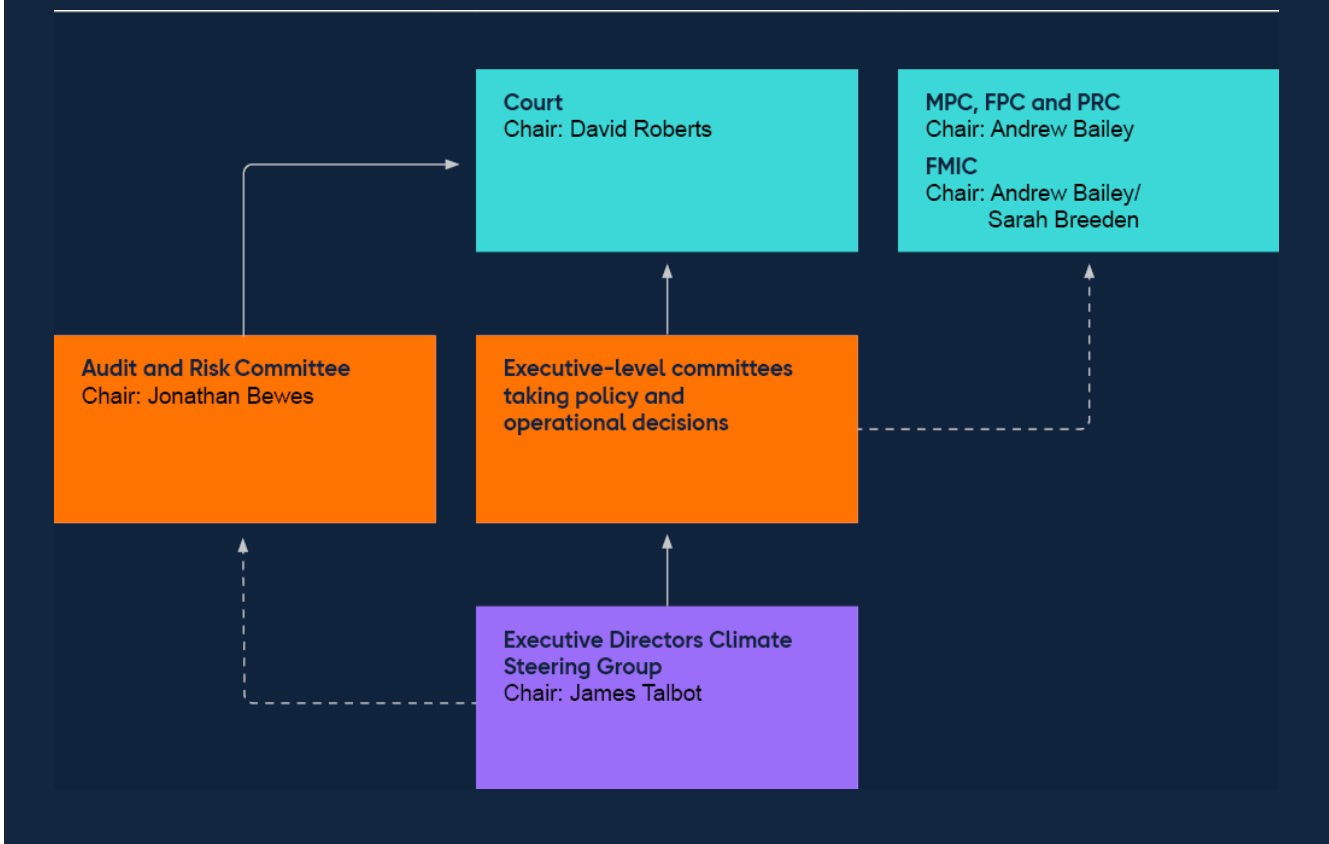 Court
Chair: David Roberts
MPC, FPC and PRC
Chair: Andrew Bailey
FMIC
Chair: Andrew Bailey/
Sarah Breeden
Audit and Risk Committee
Chair: Jonathan Bewes
Executive-level committees
taking policy and
operational decisions
Executive Directors Climate
Steering Group
Chair: James Talbot